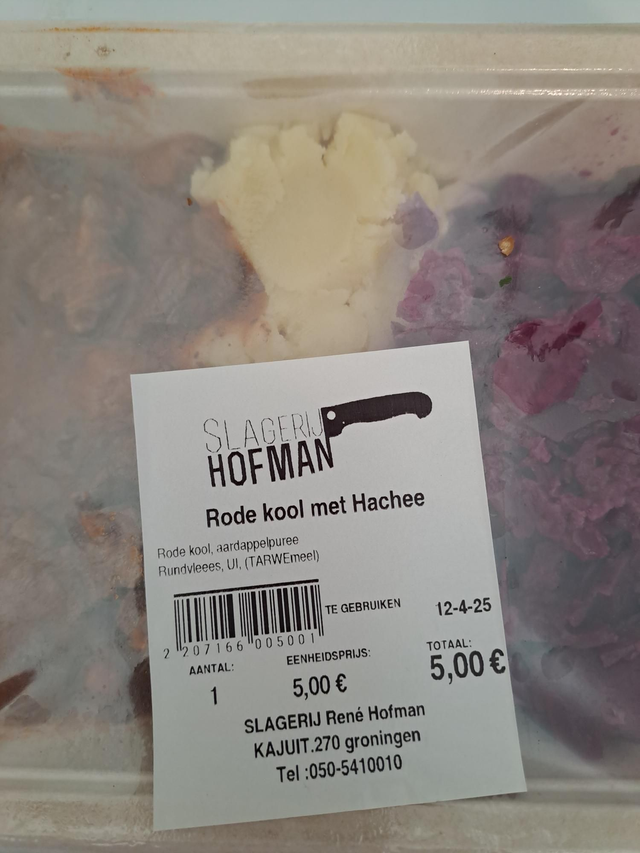 SLAGERIJ
HOFMAN
Rode kool met Hachee
Rode kool, aardappelpuree
Rundvleees, UI, (TARWEmeel)
TE GEBRUIKEN 12-4-25
2 207166 005001
AANTAL: EENHEIDSPRIJS: TOTAAL:
1 5,00 € 5,00 €
SLAGERIJ René Hofman
KAJUIT.270 groningen
Tel :050-5410010